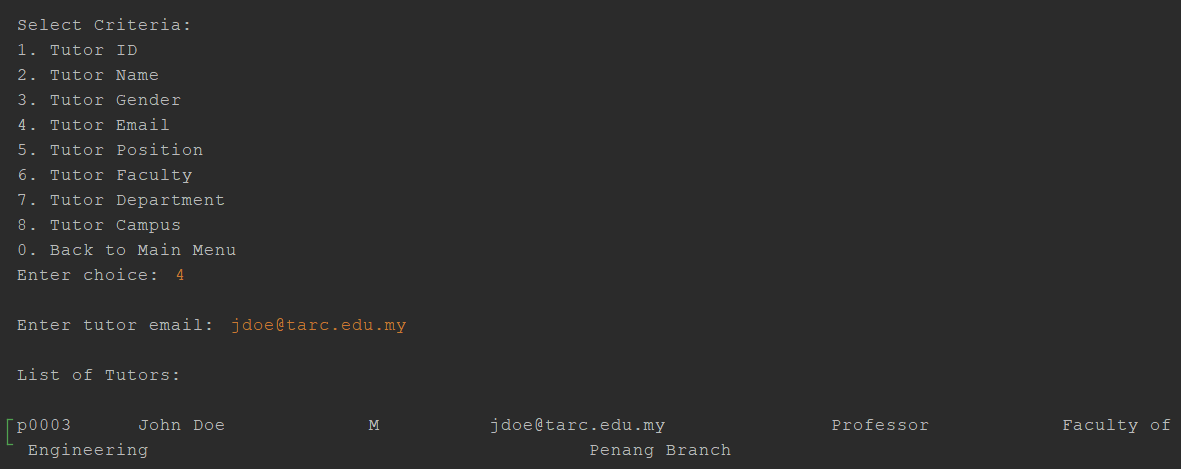 Select Criteria:
1. Tutor ID
2. Tutor Name
3. Tutor Gender
4. Tutor Email
5. Tutor Position
6. Tutor Faculty
7. Tutor Department
8. Tutor Campus
0. Back to Main Menu
Enter choice: 4
Enter tutor email: jdoe@tarc.edu.my
List of Tutors:
p0003 John Doe M jdoe@tarc.edu.my Professor Faculty of
Engineering Penang Branch